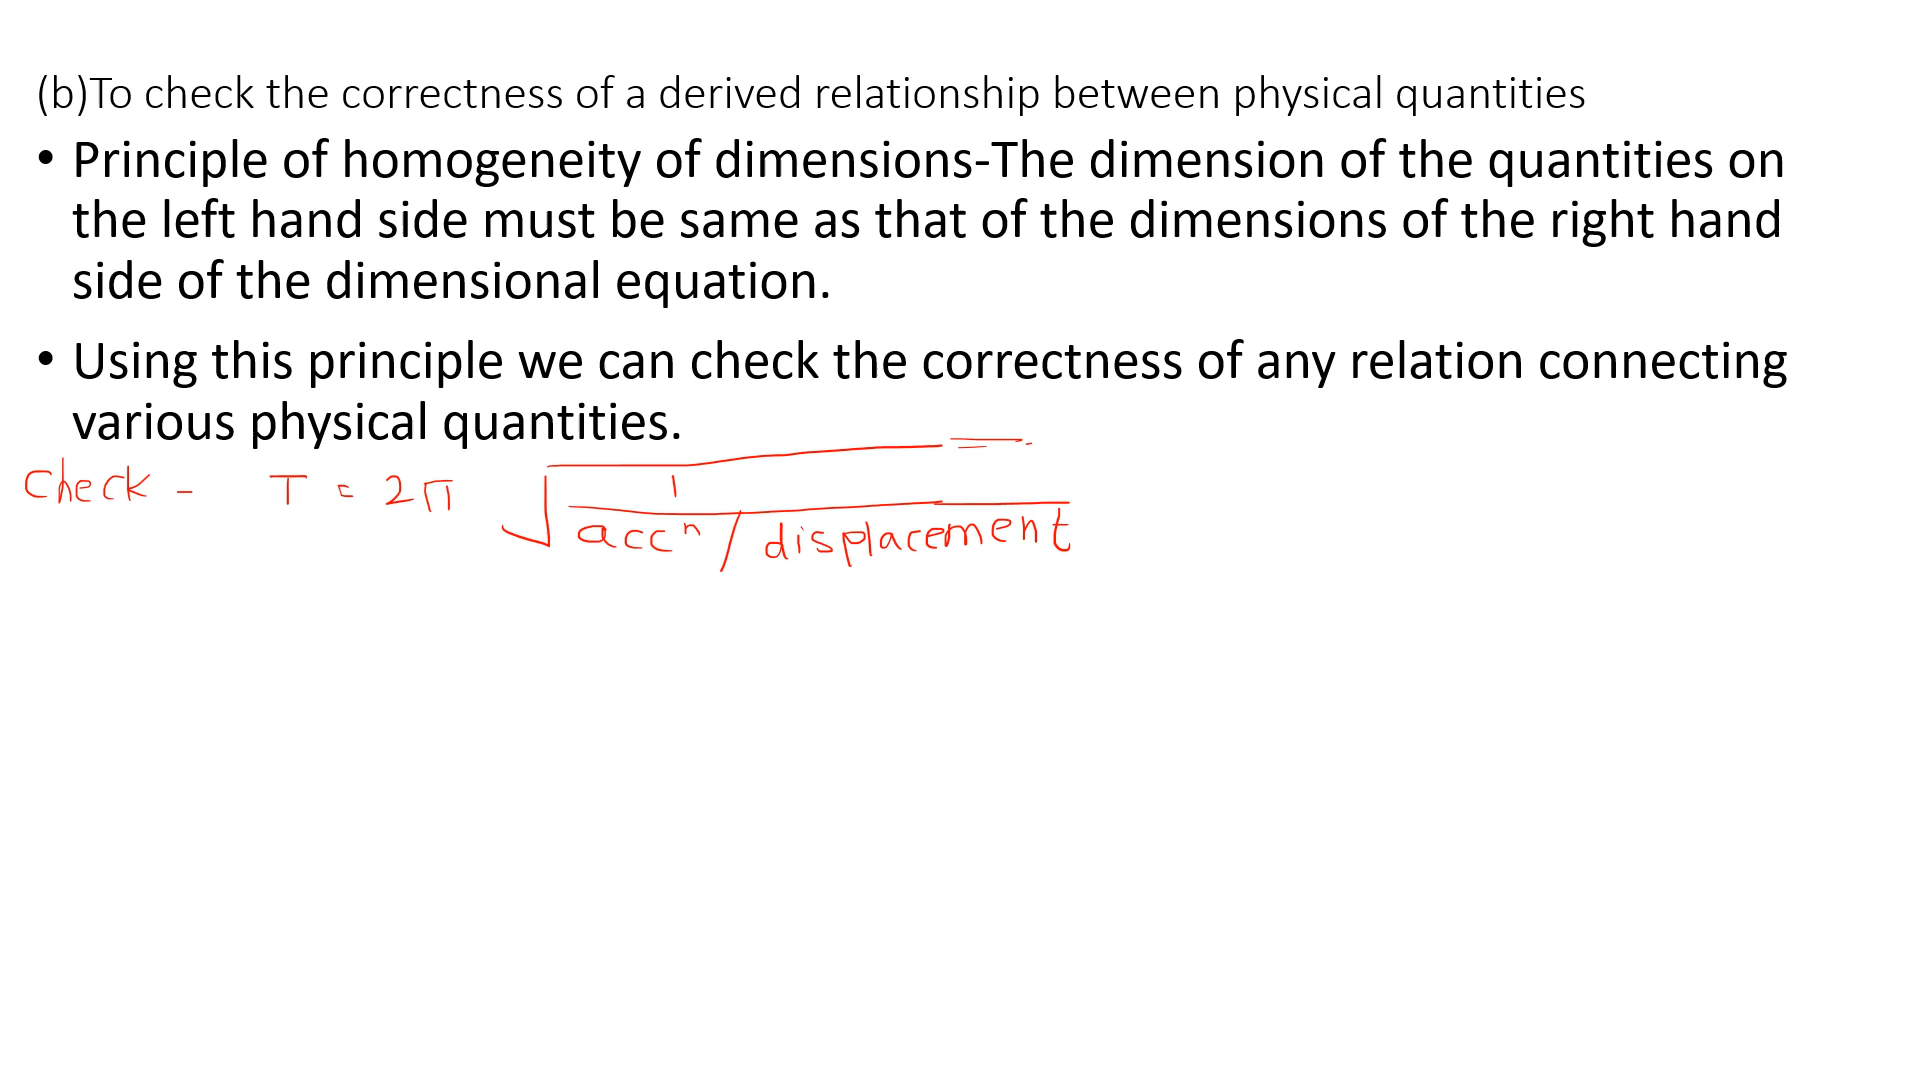 (b)To check the correctness of a derived relationship between physical quantities
• Principle of homogeneity of dimensions-The dimension of the quantities on
the left hand side must be same as that of the dimensions of the right hand
side of the dimensional equation.
• Using this principle we can check the correctness of any relation connecting
various physical quantities.
Check - T = 2π √ 1
accⁿ / displacement